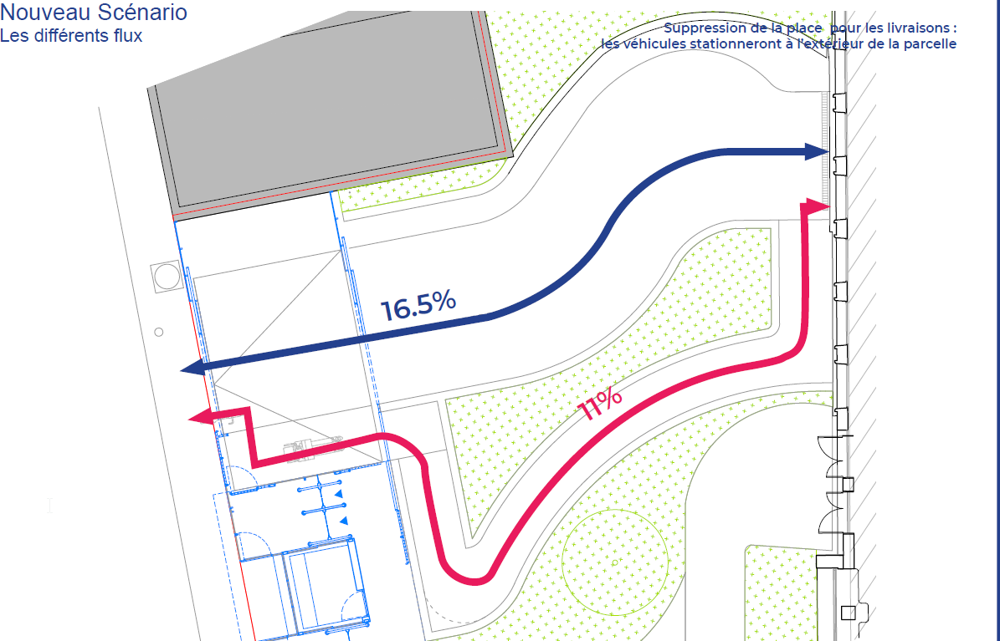 Nouveau Scénario
Les différents flux
Suppression de la place pour les livraisons :
les véhicules stationneront à l'extérieur de la parcelle
16.5%
11%